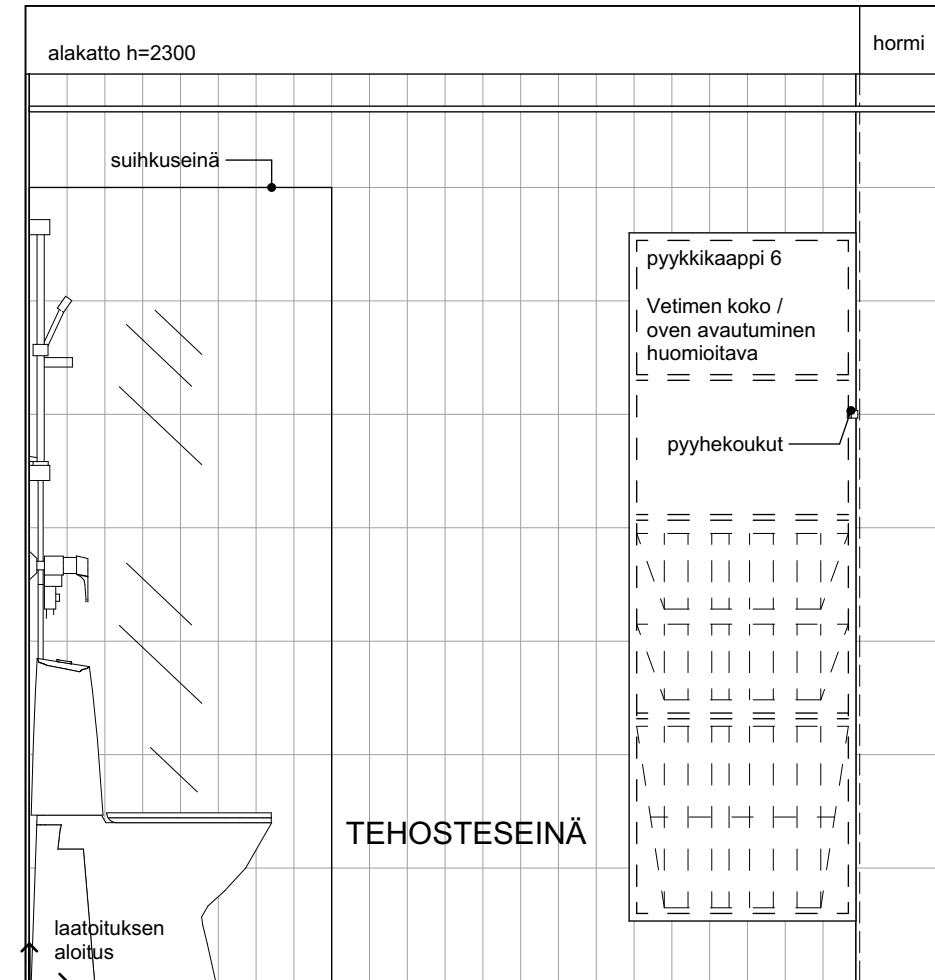 alakatto h=2300
hormi
suihkuseinä
pyykkikaappi 6
Vetimen koko /
oven avautuminen
huomioitava
pyyhekoukut
TEHOSTESEINÄ
laatoituksen
aloitus